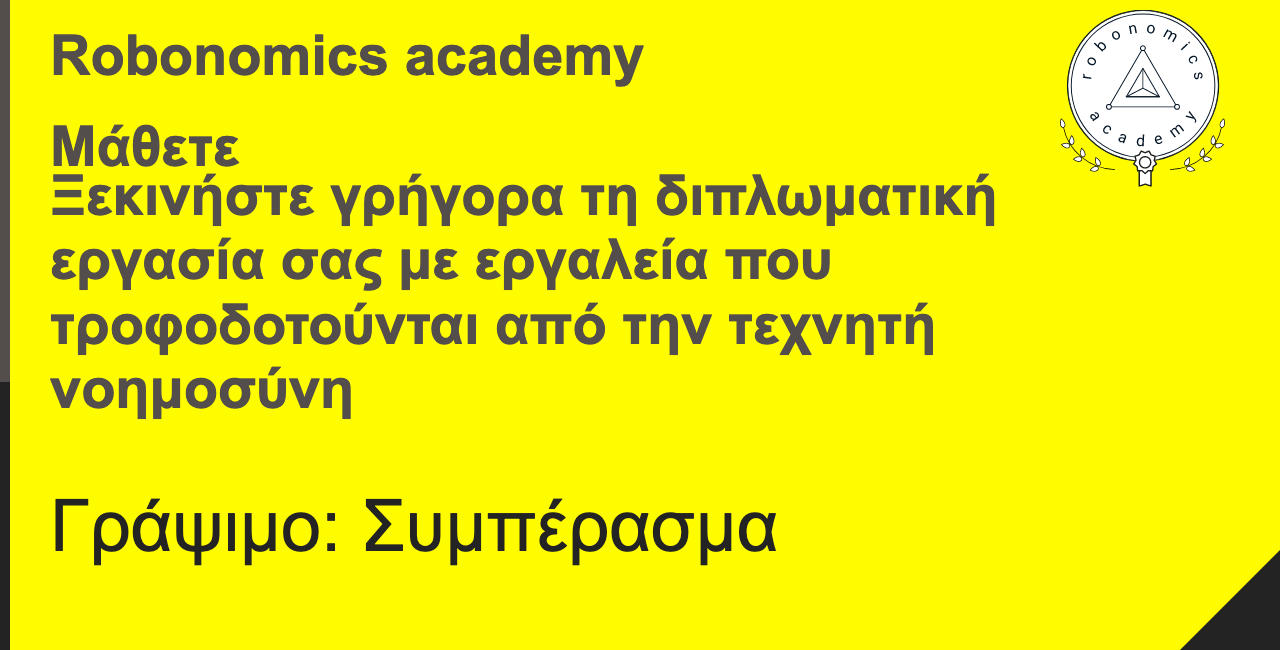 Robonomics academy
robonomics
academy
Μάθετε
Ξεκινήστε γρήγορα τη διπλωματική
εργασία σας με εργαλεία που
τροφοδοτούνται από την τεχνητή
νοημοσύνη
Γράψιμο: Συμπέρασμα